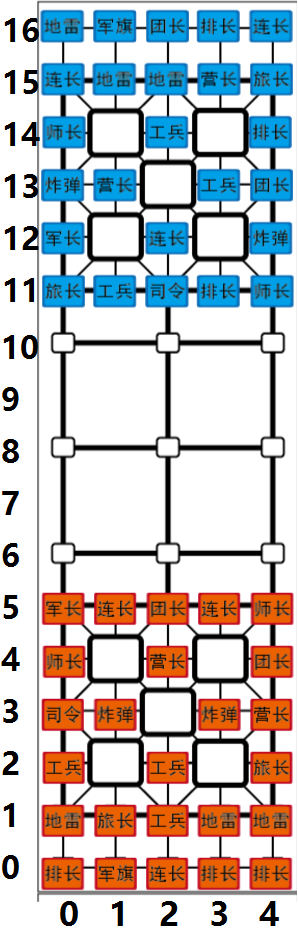 16 地雷 军旗 团长 排长 连长
15 连长 地雷 地雷 营长 旅长
14 师长 工兵 排长
13 炸弹 营长 工兵 团长
12 军长 连长 炸弹
11 旅长 工兵 司令 排长 师长
10
9
8
7
6
5 军长 连长 团长 连长 师长
4 师长 营长 团长
3 司令 炸弹 炸弹 营长
2 工兵 工兵 旅长
1 地雷 旅长 工兵 地雷 地雷
0 排长 军旗 连长 排长 排长
0 1 2 3 4